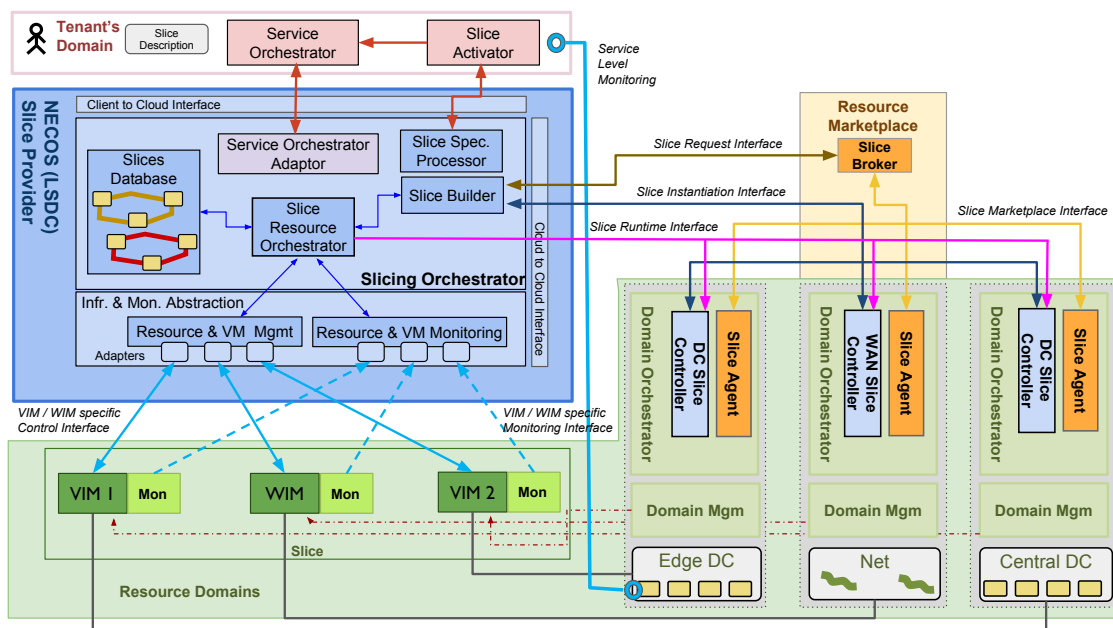 Tenant's
Domain
Slice
Description
Service
Orchestrator
Slice
Activator
Service
Level
Monitoring
NECOS (LSDC)
Slice Provider
Client to Cloud Interface
Cloud to Cloud Interface
Service Orchestrator
Adaptor
Slice Spec.
Processor
Slices
Database
Slice Builder
Slice
Resource
Orchestrator
Slicing Orchestrator
Infr. & Mon. Abstraction
Resource & VM Mgmt
Resource & VM Monitoring
Adapters
Resource
Marketplace
Slice
Broker
Slice Request Interface
Slice Instantiation Interface
Slice Marketplace Interface
Slice Runtime Interface
VIM / WIM specific
Control Interface
VIM / WIM specific
Monitoring Interface
Domain Orchestrator
DC Slice
Controller
Slice Agent
Domain Orchestrator
WAN Slice
Controller
Slice Agent
Domain Orchestrator
DC Slice
Controller
Slice Agent
VIM 1
Mon
WIM
Mon
VIM 2
Mon
Slice
Domain Mgm
Domain Mgm
Domain Mgm
Edge DC
Net
Central DC
Resource Domains